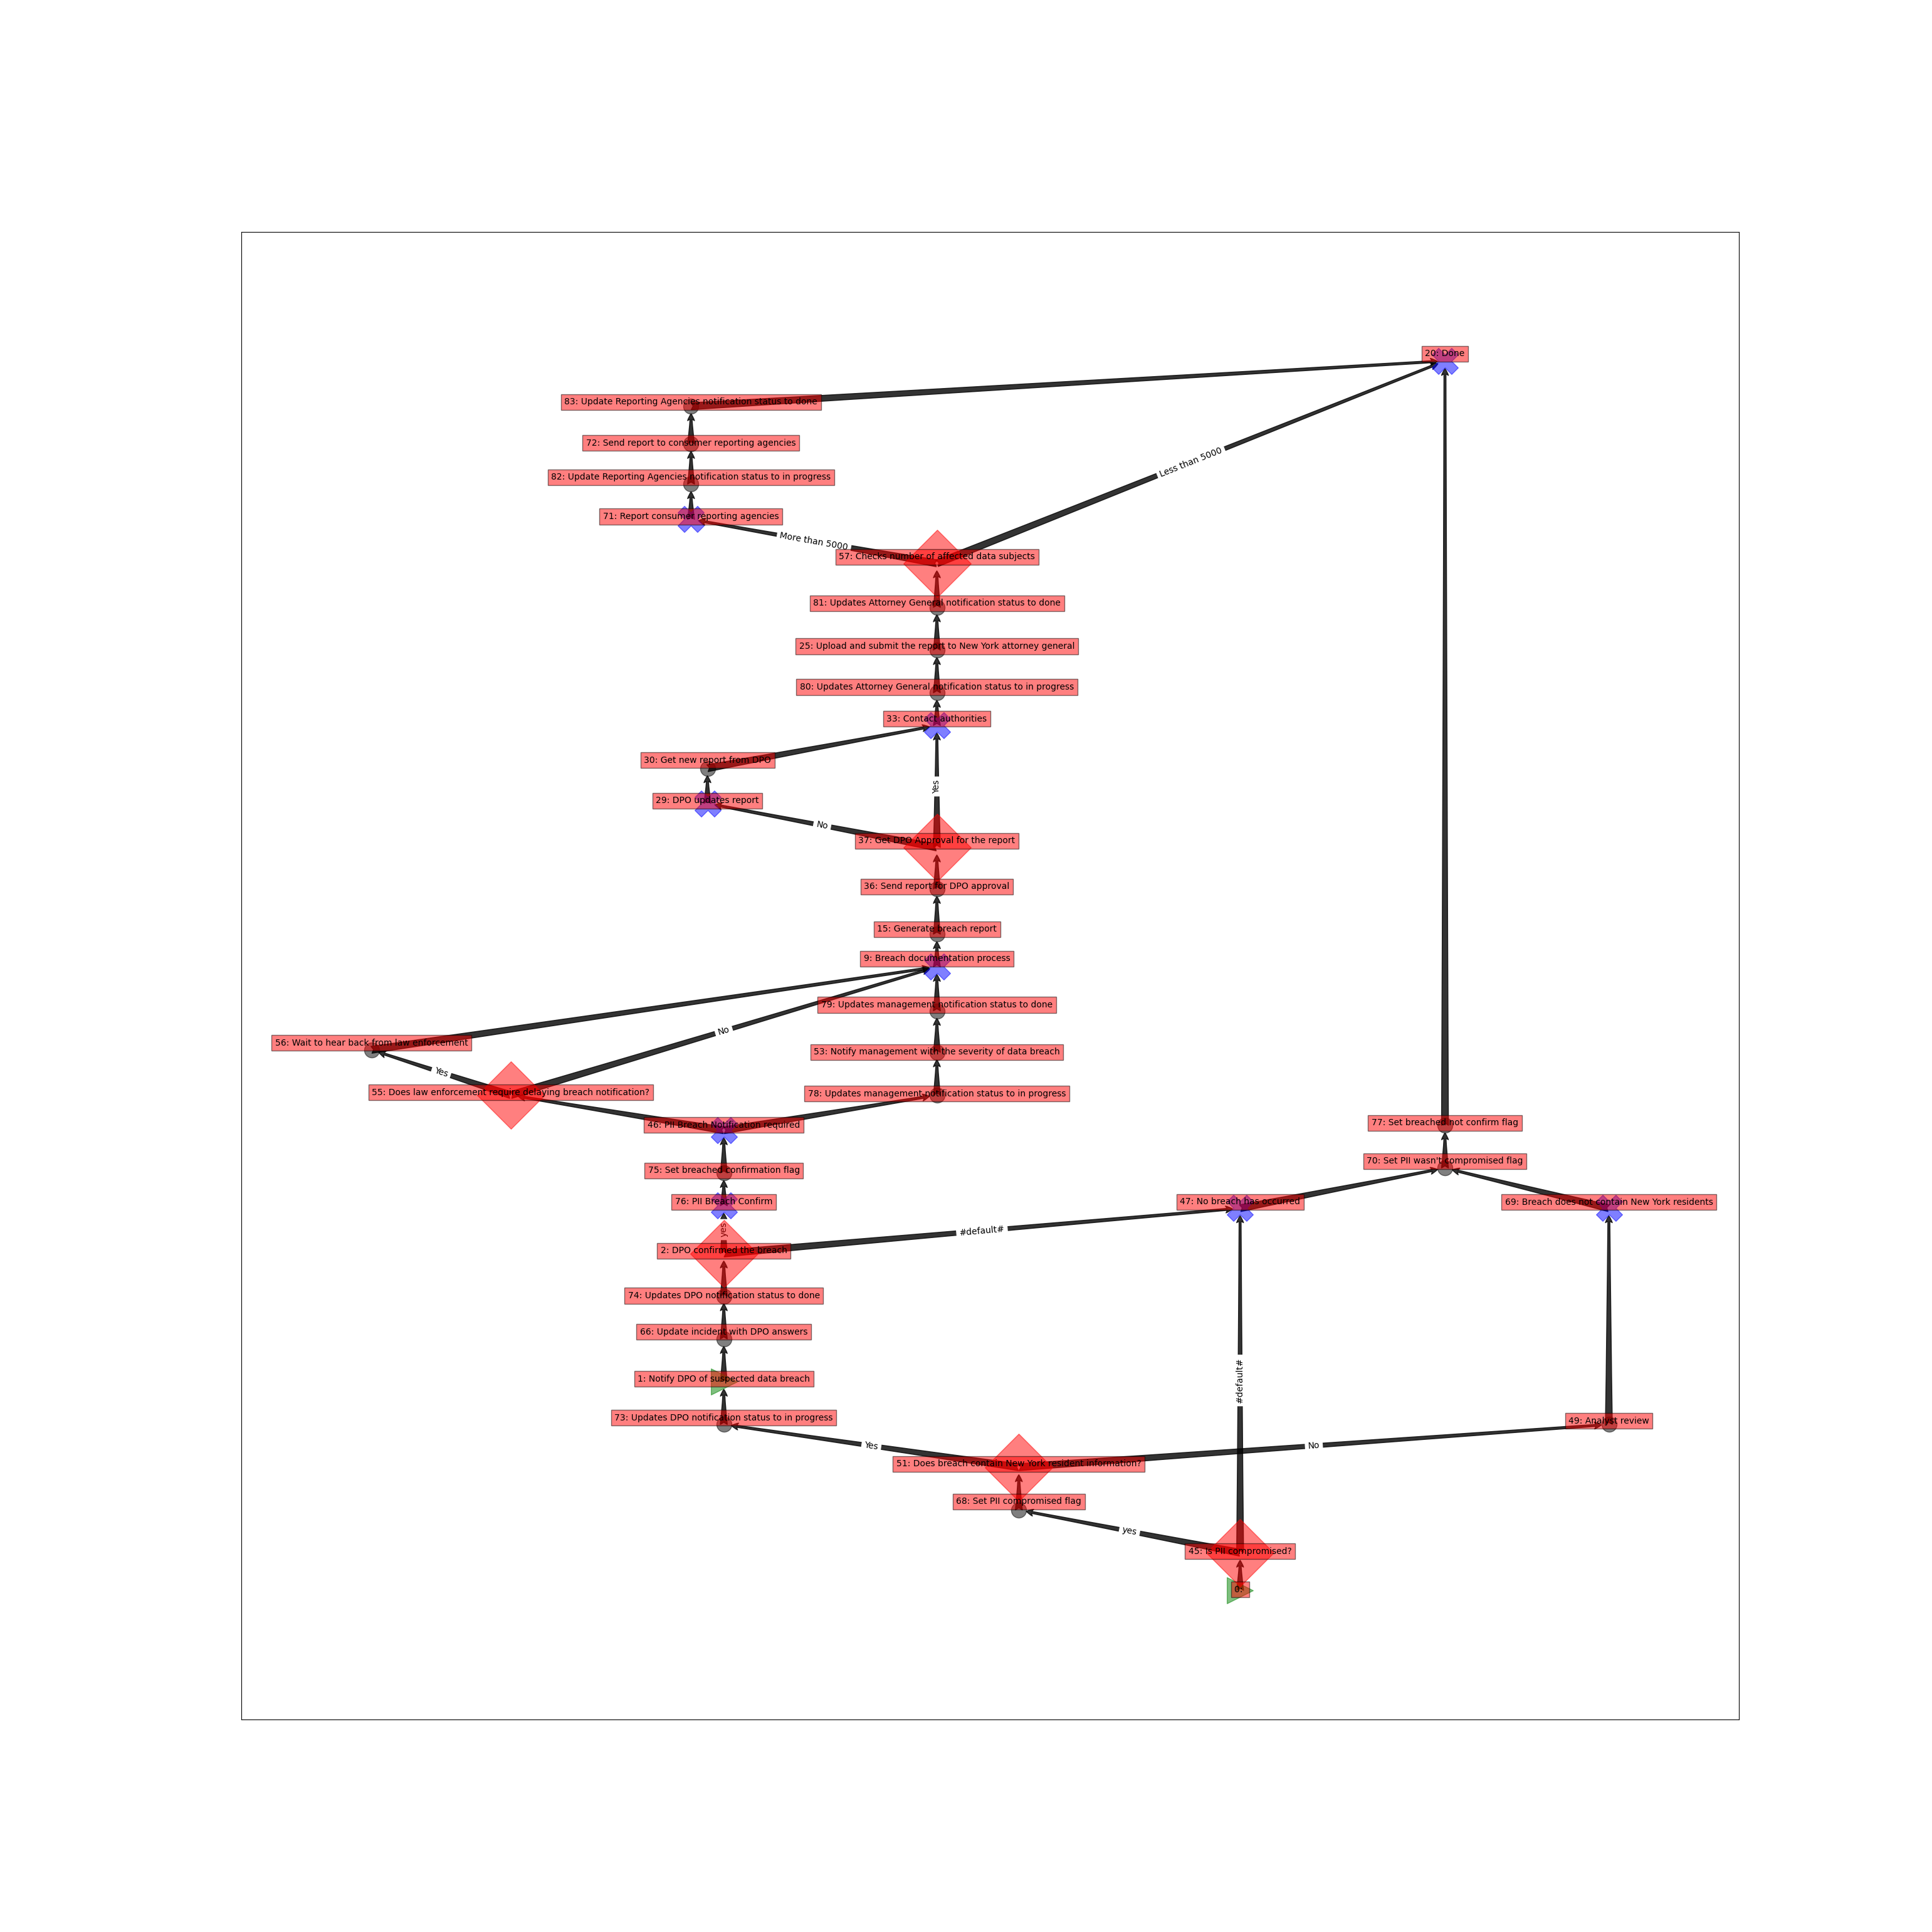 20: Done
83: Update Reporting Agencies notification status to done
72: Send report to consumer reporting agencies
Less than 5000
82: Update Reporting Agencies notification status to in progress
71: Report consumer reporting agencies
More than 5000
57: Checks number of affected data subjects
81: Updates Attorney General notification status to done
25: Upload and submit the report to New York attorney general
80: Updates Attorney General notification status to in progress
33: Contact authorities
30: Get new report from DPO
Yes
29: DPO updates report
No
37: Get DPO Approval for the report
36: Send report for DPO approval
15: Generate breach report
9: Breach documentation process
79: Updates management notification status to done
No
56: Wait to hear back from law enforcement
53: Notify management with the severity of data breach
Yes
55: Does law enforcement require delaying breach notification?
78: Updates management notification status to in progress
46: PII Breach Notification required
77: Set breached not confirm flag
70: Set PII wasn't compromised flag
75: Set breached confirmation flag
76: PII Breach Confirm
47: No breach has occurred
69: Breach does not contain New York residents
yes
#default#
2: DPO confirmed the breach
74: Updates DPO notification status to done
66: Update incident with DPO answers
1: Notify DPO of suspected data breach
#default#
73: Updates DPO notification status to in progress
49: Analyst review
Yes
No
51: Does breach contain New York resident information?
68: Set PII compromised flag
yes
45: Is PII compromised?
0: